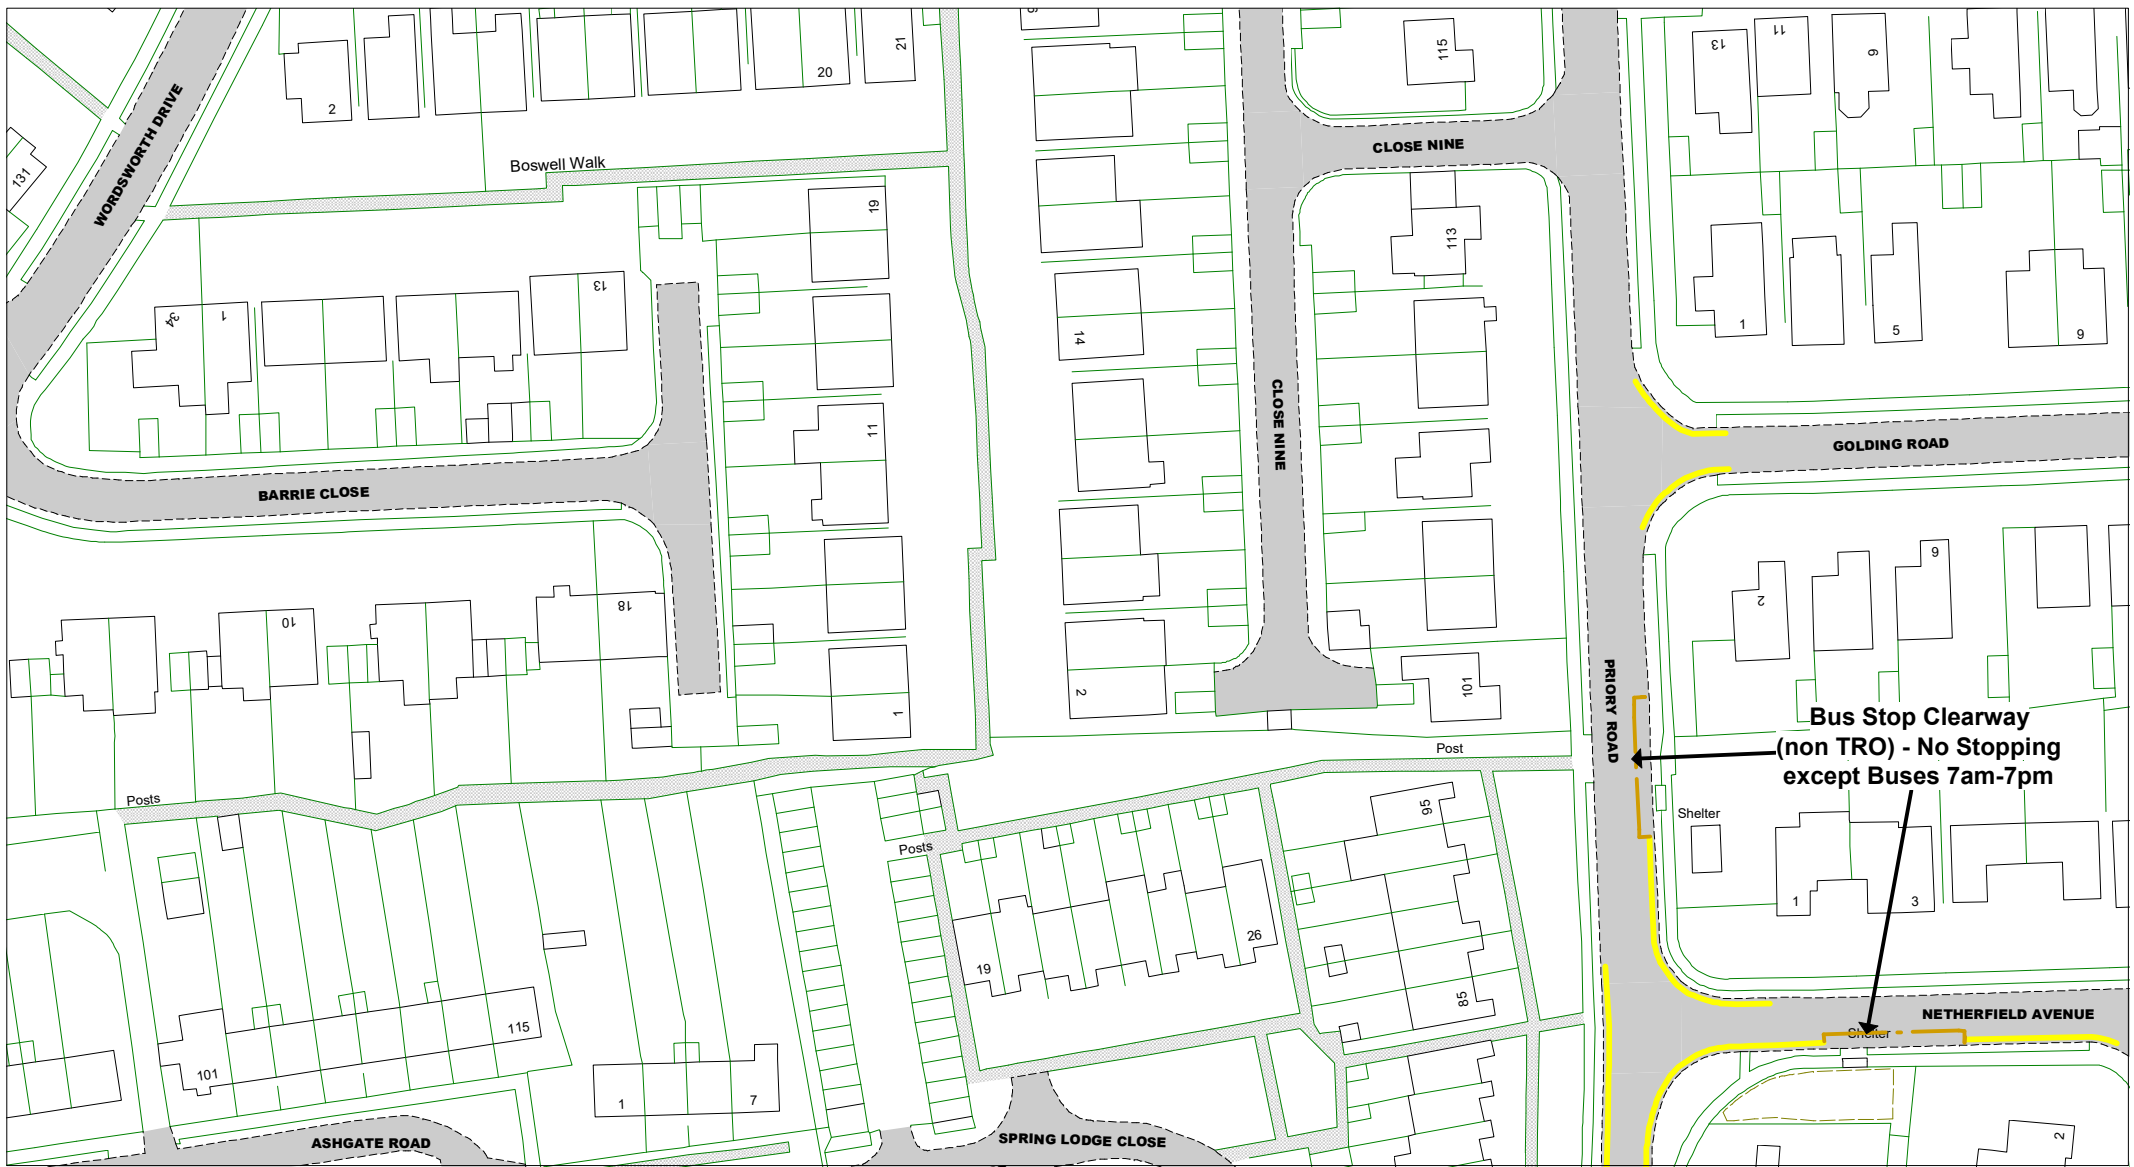 21
20
2
115
13
11
9
WORDSWORTH DRIVE
131
Boswell Walk
CLOSE NINE
19
113
13
34
1
14
1
5
9
11
CLOSE NINE
GOLDING ROAD
BARRIE CLOSE
10
18
2
9
2
101
1
PRIORY ROAD
Bus Stop Clearway
(non TRO) - No Stopping
except Buses 7am-7pm
Post
Posts
Shelter
95
Posts
1
3
26
19
85
115
NETHERFIELD AVENUE
Shelter
101
1
7
2
ASHGATE ROAD
SPRING LODGE CLOSE